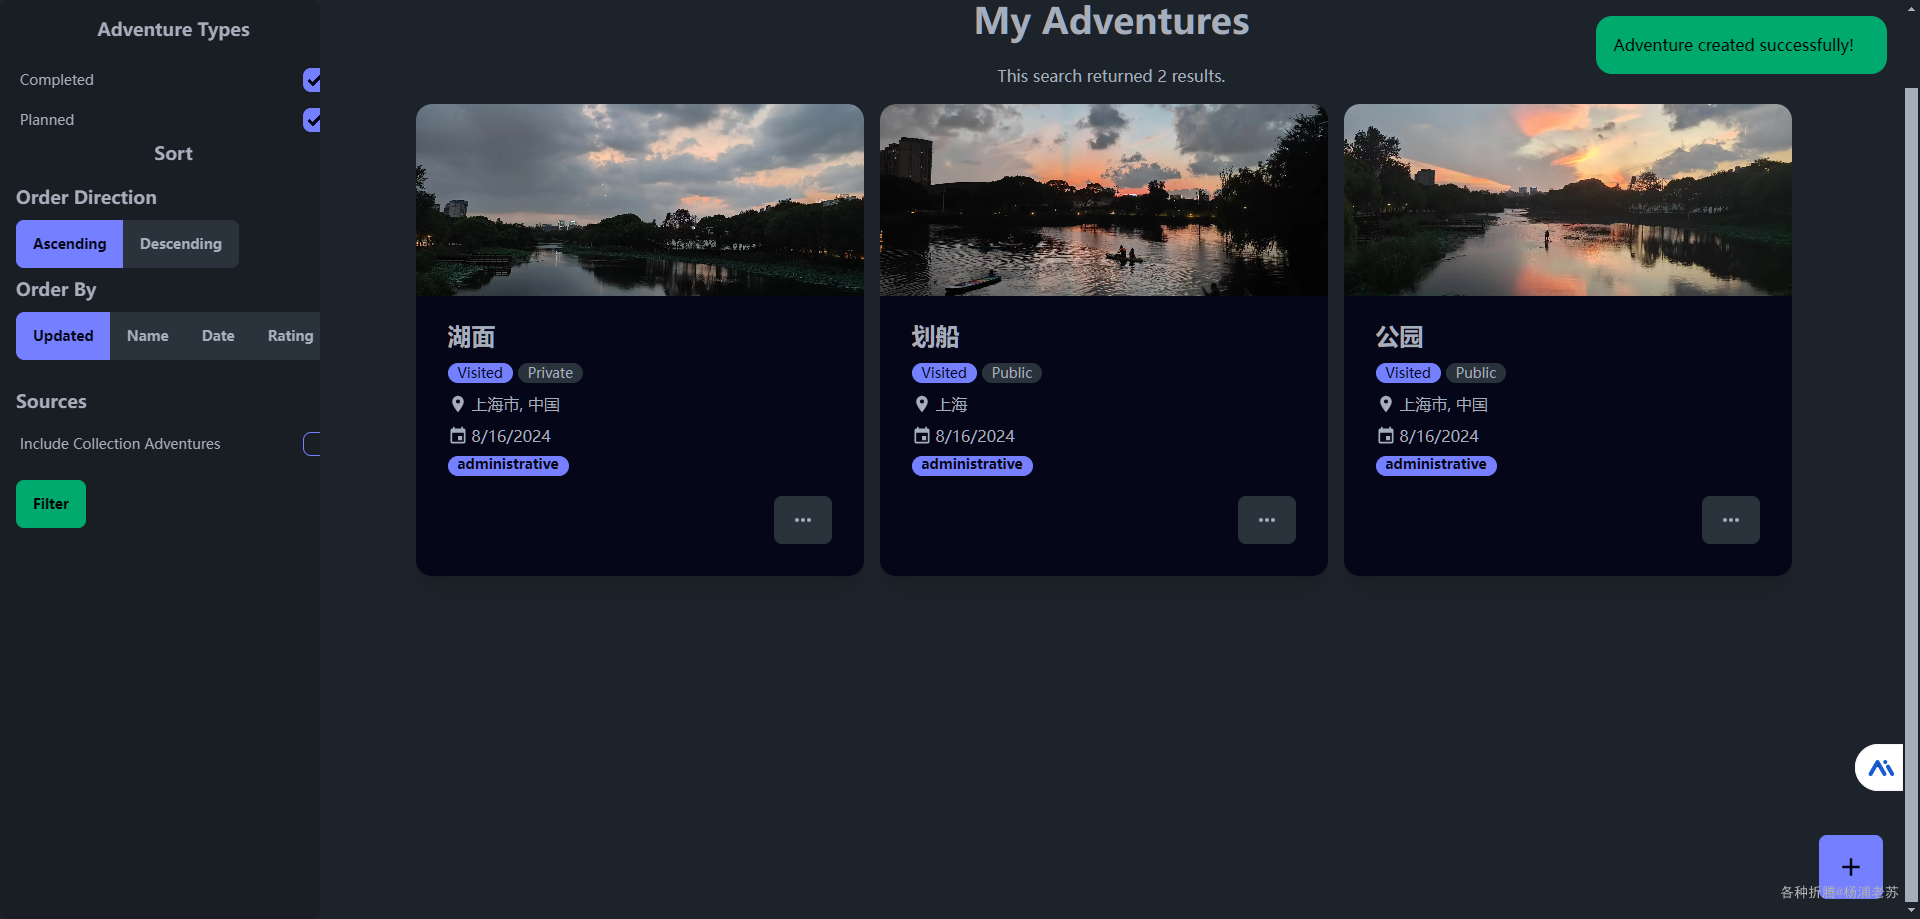 Adventure Types
Completed
Planned
Sort
Order Direction
Ascending
Descending
Order By
Updated
Name
Date
Rating
Sources
Include Collection Adventures
Filter
My Adventures
This search returned 2 results.
Adventure created successfully!
湖面
Visited
Private
上海市, 中国
8/16/2024
administrative
划船
Visited
Public
上海
8/16/2024
administrative
公园
Visited
Public
上海市, 中国
8/16/2024
administrative
各种折腾@杨浦老苏